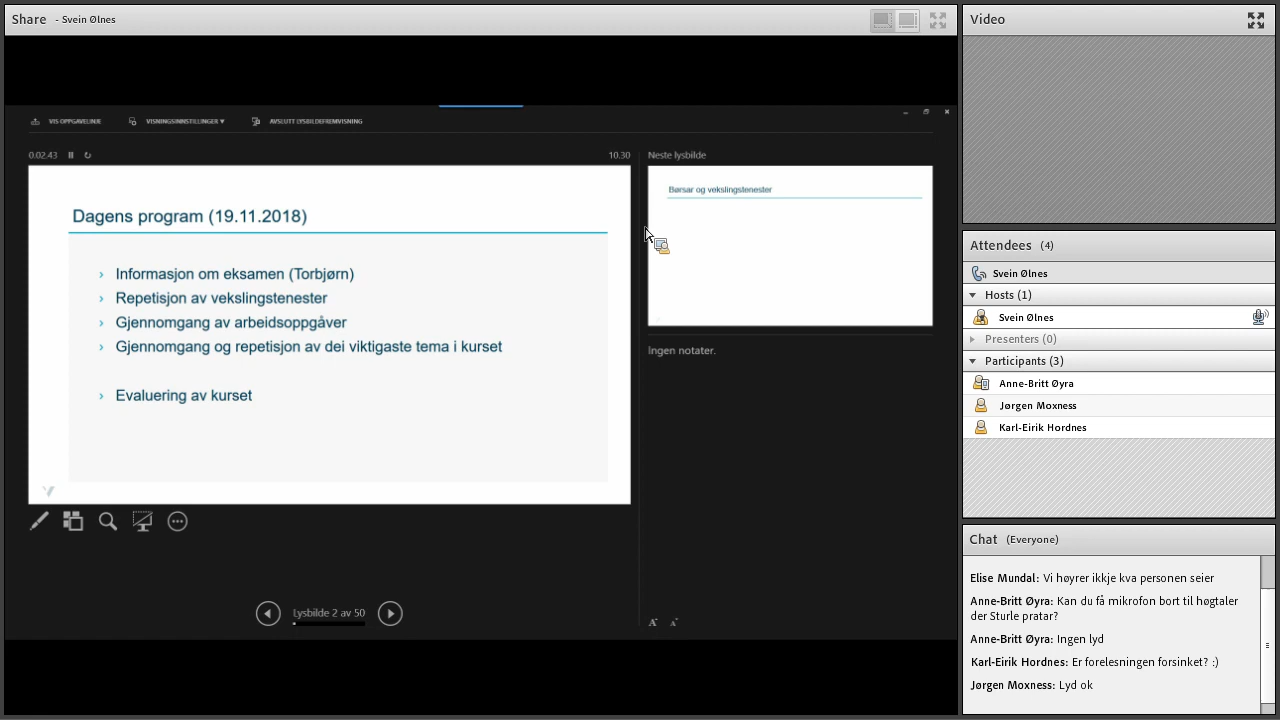 Share - Svein Ølnes
VIS OPPGAVELINJE VISNINGSINNSTILLINGER ▾ AVSLUTT LYSBILDEFREMVISNING
0.02.43 10.30
Dagens program (19.11.2018)
› Informasjon om eksamen (Torbjørn)
› Repetisjon av vekslingstenester
› Gjennomgang av arbeidsoppgåver
› Gjennomgang og repetisjon av dei viktigaste tema i kurset
› Evaluering av kurset
Lysbilde 2 av 50
Neste lysbilde
Børsar og vekslingstenester
Ingen notater.
A A
Video
Attendees (4)
Svein Ølnes
Hosts (1)
Svein Ølnes
Presenters (0)
Participants (3)
Anne-Britt Øyra
Jørgen Moxness
Karl-Eirik Hordnes
Chat (Everyone)
Elise Mundal: Vi høyrer ikkje kva personen seier
Anne-Britt Øyra: Kan du få mikrofon bort til høgtaler
der Sturle pratar?
Anne-Britt Øyra: Ingen lyd
Karl-Eirik Hordnes: Er forelesningen forsinket? :)
Jørgen Moxness: Lyd ok